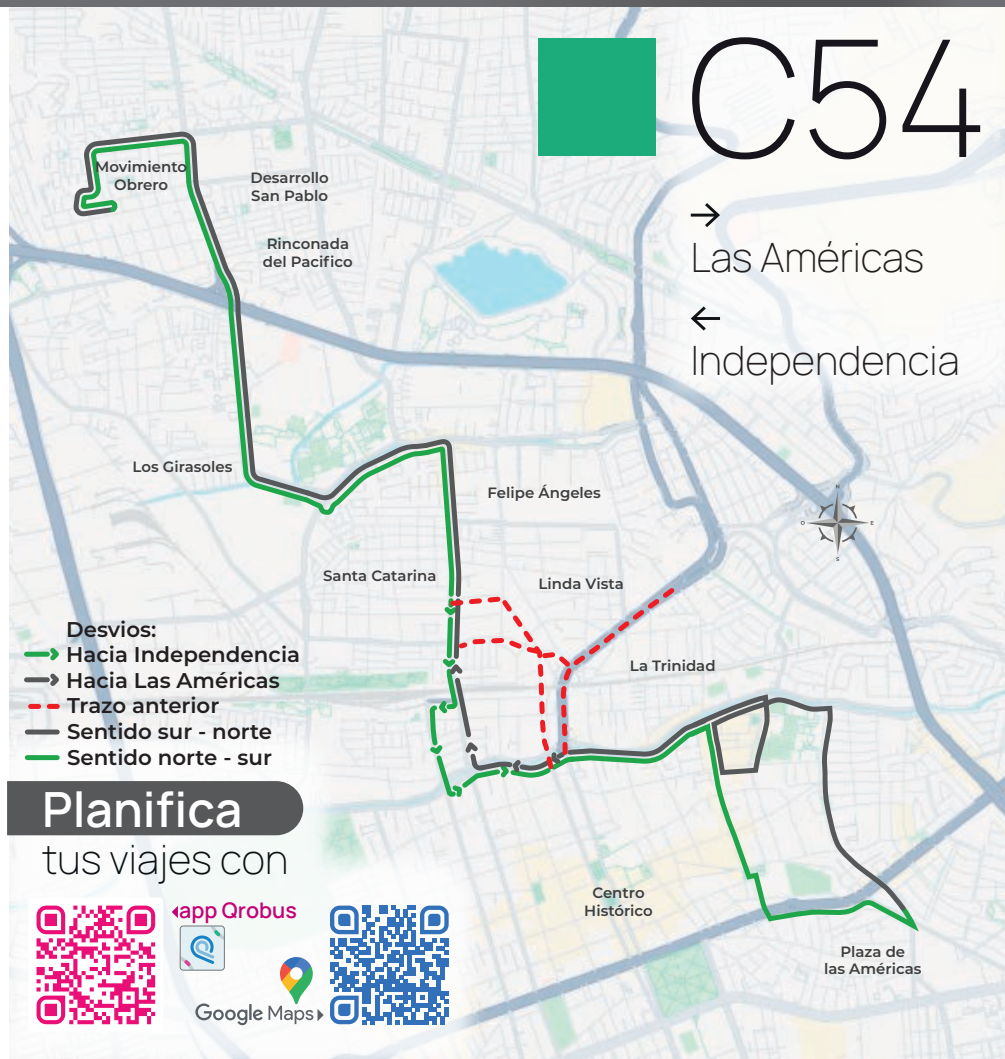 C54
→
Las Américas
←
Independencia
Movimiento
Obrero
Desarrollo
San Pablo
Rinconada
del Pacifico
Los Girasoles
Felipe Ángeles
N
O
E
S
Santa Catarina
Linda Vista
La Trinidad
Desvios:
Hacia Independencia
Hacia Las Américas
Trazo anterior
Sentido sur - norte
Sentido norte - sur
Planifica
tus viajes con
app Qrobus
Google Maps
Centro
Histórico
Plaza de
las Américas